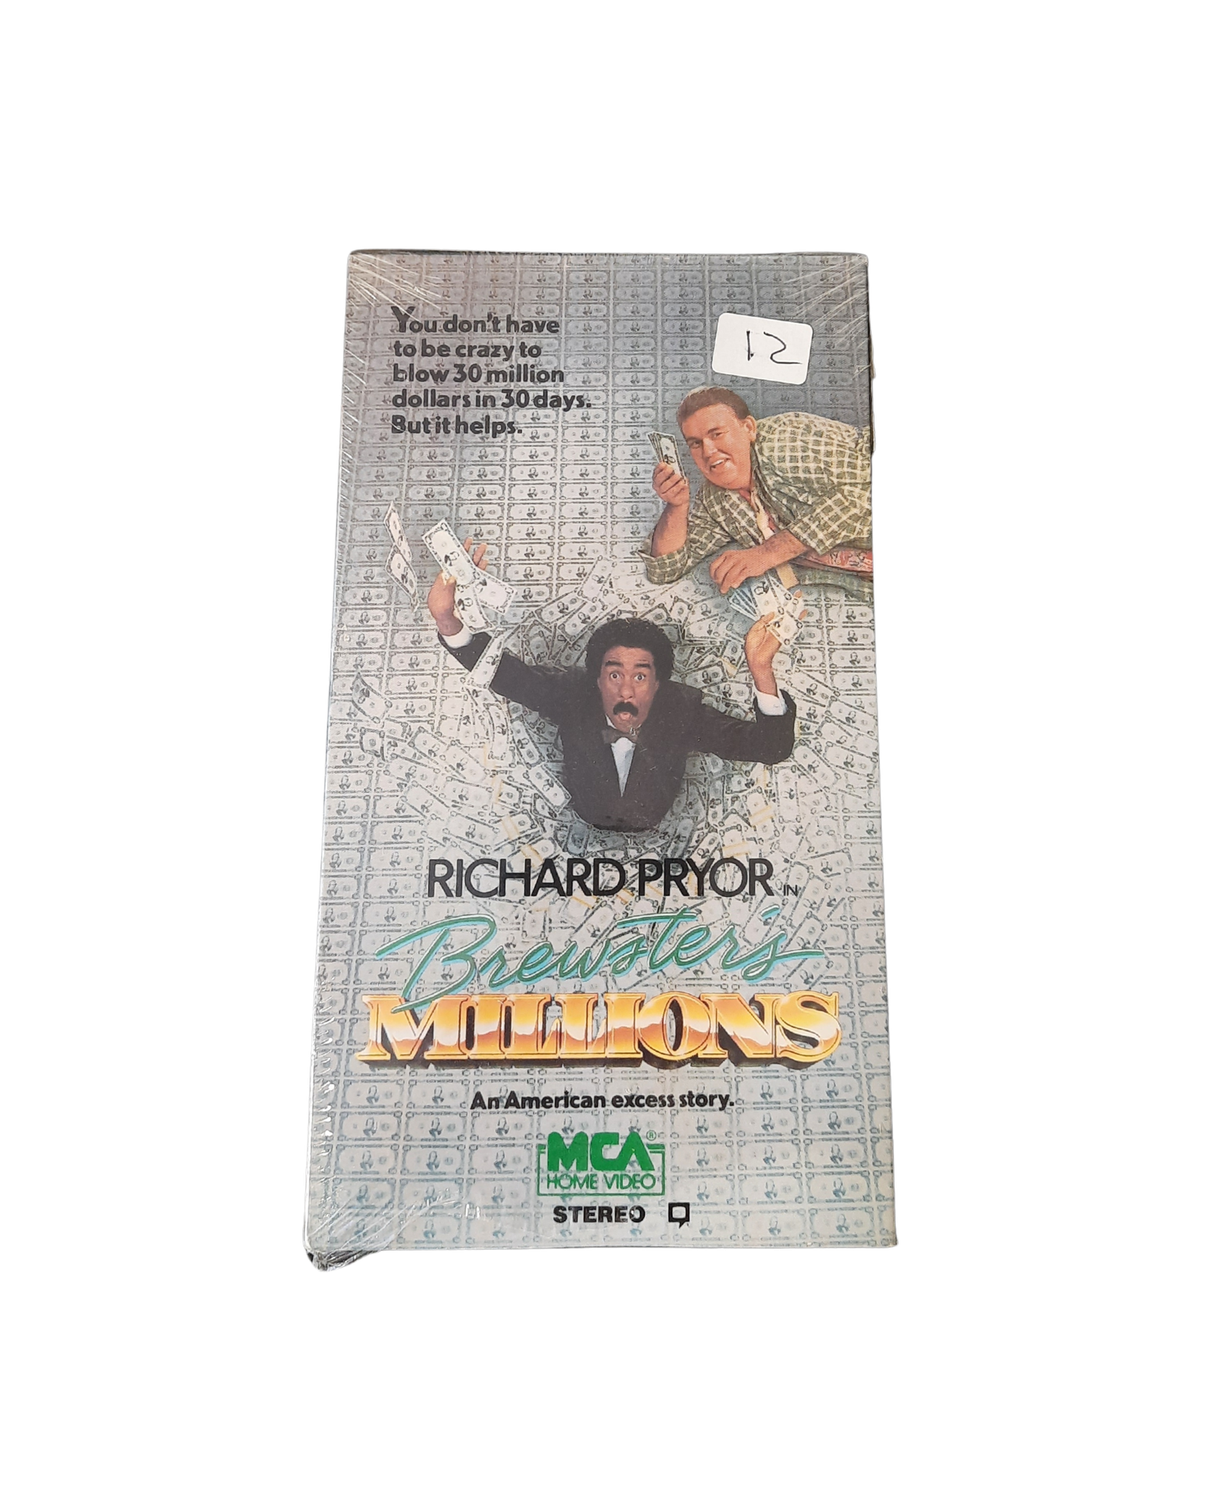 12
You don't have
to be crazy to
blow 30 million
dollars in 30 days.
But it helps.
RICHARD PRYOR IN
Brewster's
MILLIONS
An American excess story.
MCA®
HOME VIDEO
STEREO